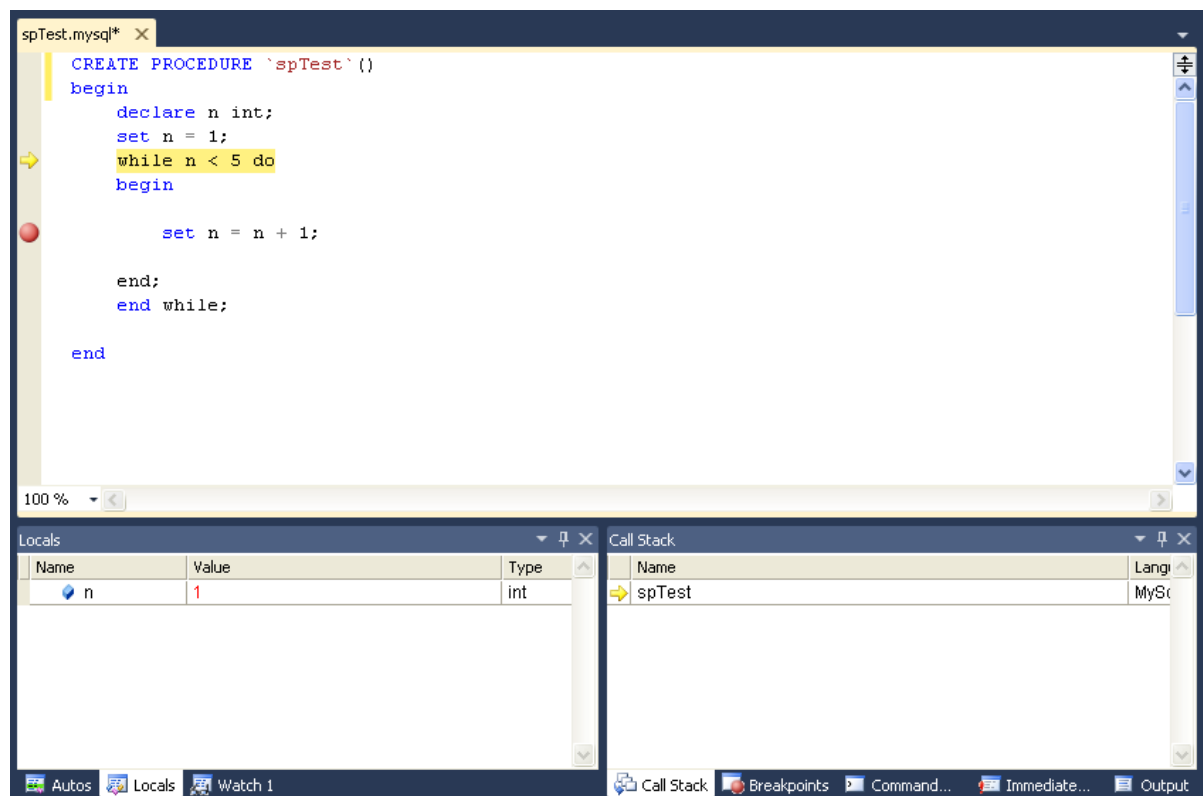 spTest.mysql*
CREATE PROCEDURE `spTest`()
begin
declare n int;
set n = 1;
while n < 5 do
begin
set n = n + 1;
end;
end while;
end
100 %
Locals
Name Value Type
n 1 int
Autos Locals Watch 1
Call Stack
Name Lang
spTest MySQ
Call Stack Breakpoints Command... Immediate... Output